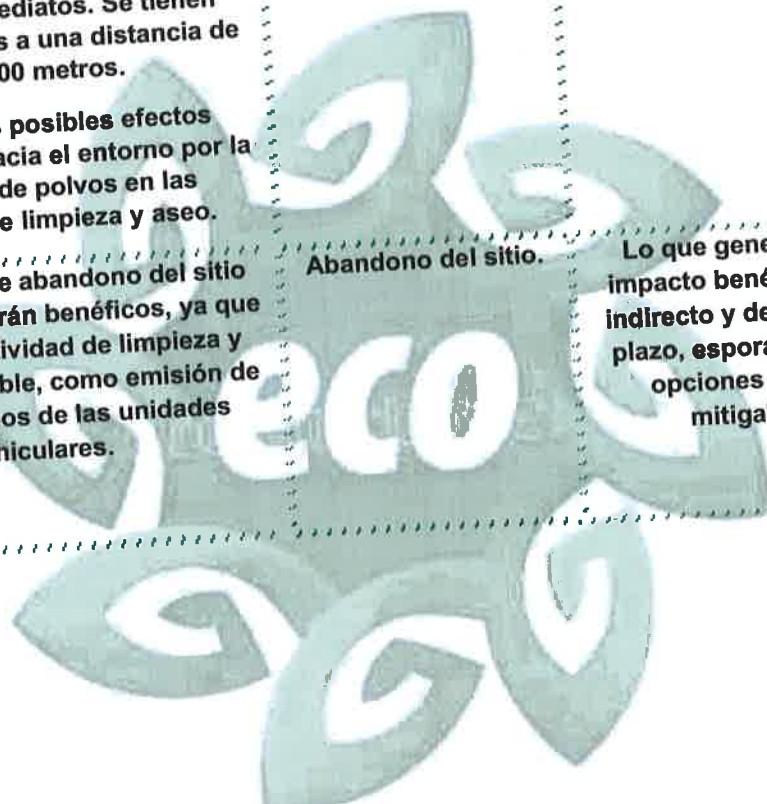 ediatos. Se tienen
s a una distancia de
00 metros.
posibles efectos
acia el entorno por la
de polvos en las
e limpieza y aseo.
e abandono del sitio
rán benéficos, ya que
ividad de limpieza y
ble, como emisión de
os de las unidades
niculares.
Abandono del sitio.
Lo que gene
impacto bené
indirecto y de
plazo, espora
opciones
mitiga
eco